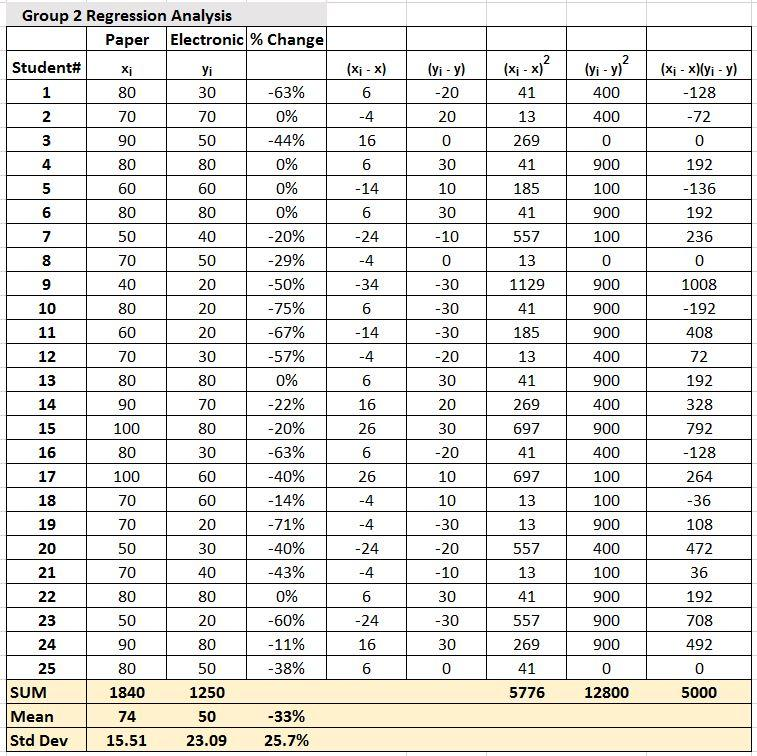 Group 2 Regression Analysis
Paper Electronic % Change
Student# xi yi (xi - x) (yi - y) (xi - x)2 (yi - y)2 (xi - x)(yi - y)
1 80 30 -63% 6 -20 41 400 -128
2 70 70 0% -4 20 13 400 -72
3 90 50 -44% 16 0 269 0 0
4 80 80 0% 6 30 41 900 192
5 60 60 0% -14 10 185 100 -136
6 80 80 0% 6 30 41 900 192
7 50 40 -20% -24 -10 557 100 236
8 70 50 -29% -4 0 13 0 0
9 40 20 -50% -34 -30 1129 900 1008
10 80 20 -75% 6 -30 41 900 -192
11 60 20 -67% -14 -30 185 900 408
12 70 30 -57% -4 -20 13 400 72
13 80 80 0% 6 30 41 900 192
14 90 70 -22% 16 20 269 400 328
15 100 80 -20% 26 30 697 900 792
16 80 30 -63% 6 -20 41 400 -128
17 100 60 -40% 26 10 697 100 264
18 70 60 -14% -4 10 13 100 -36
19 70 20 -71% -4 -30 13 900 108
20 50 30 -40% -24 -20 557 400 472
21 70 40 -43% -4 -10 13 100 36
22 80 80 0% 6 30 41 900 192
23 50 20 -60% -24 -30 557 900 708
24 90 80 -11% 16 30 269 900 492
25 80 50 -38% 6 0 41 0 0
SUM 1840 1250 5776 12800 5000
Mean 74 50 -33%
Std Dev 15.51 23.09 25.7%